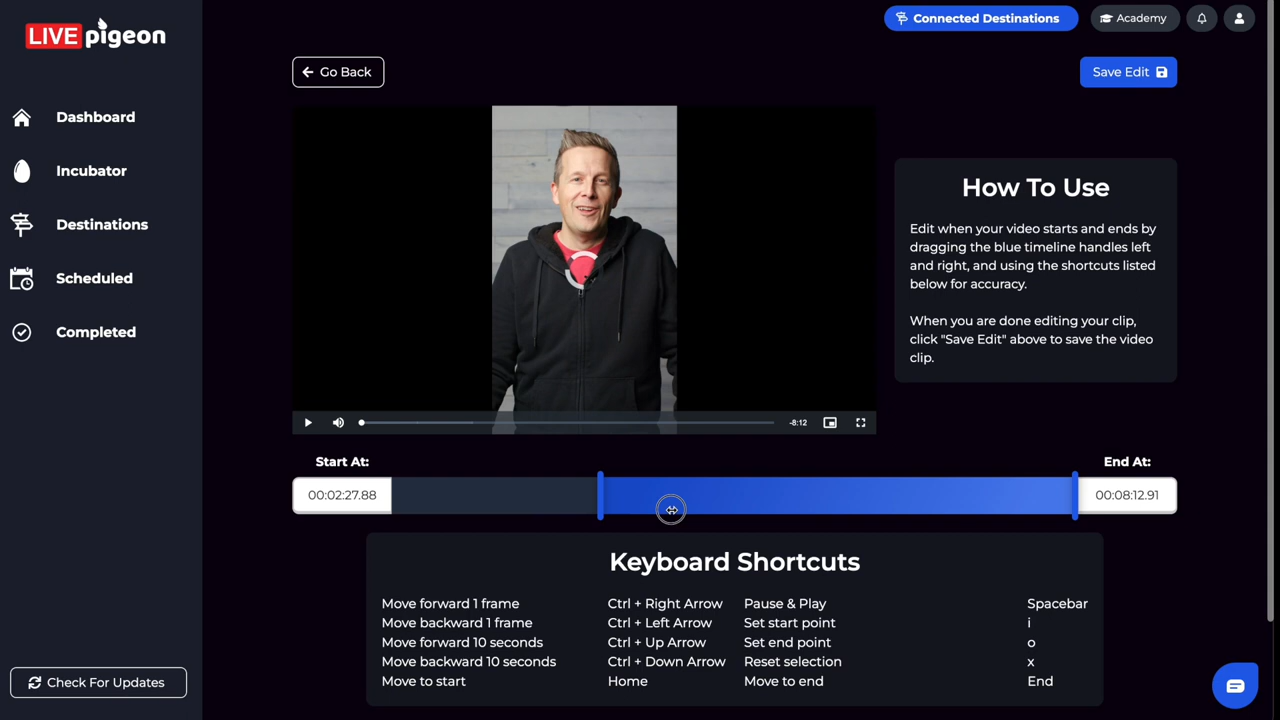 LIVE pigeon
Connected Destinations
Academy
Go Back
Save Edit
Dashboard
Incubator
Destinations
Scheduled
Completed
Check For Updates
How To Use
Edit when your video starts and ends by
dragging the blue timeline handles left
and right, and using the shortcuts listed
below for accuracy.
When you are done editing your clip,
click "Save Edit" above to save the video
clip.
-8:12
Start At:
End At:
00:02:27.88
00:08:12.91
Keyboard Shortcuts
Move forward 1 frame Ctrl + Right Arrow Pause & Play Spacebar
Move backward 1 frame Ctrl + Left Arrow Set start point i
Move forward 10 seconds Ctrl + Up Arrow Set end point o
Move backward 10 seconds Ctrl + Down Arrow Reset selection x
Move to start Home Move to end End